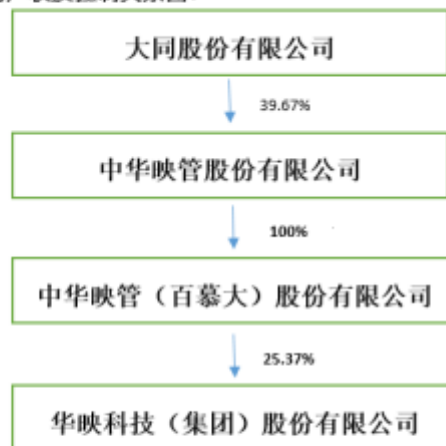 大同股份有限公司
39.67%
中华映管股份有限公司
100%
中华映管（百慕大）股份有限公司
25.37%
华映科技（集团）股份有限公司